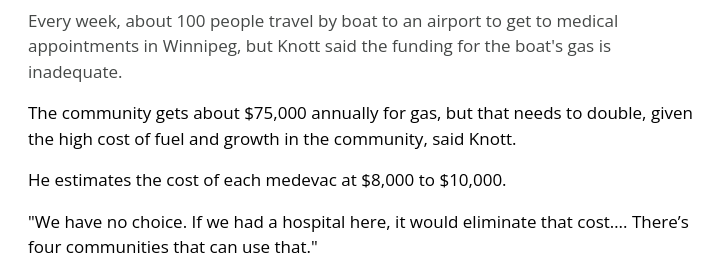 Every week, about 100 people travel by boat to an airport to get to medical
appointments in Winnipeg, but Knott said the funding for the boat's gas is
inadequate.
The community gets about $75,000 annually for gas, but that needs to double, given
the high cost of fuel and growth in the community, said Knott.
He estimates the cost of each medevac at $8,000 to $10,000.
"We have no choice. If we had a hospital here, it would eliminate that cost.... There’s
four communities that can use that."